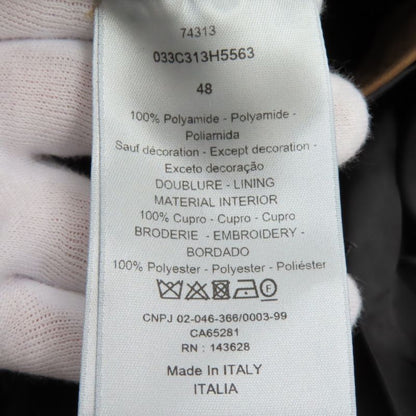 74313
033C313H5563
48
100% Polyamide - Polyamide -
Poliamida
Sauf décoration - Except decoration -
Exceto decoração
DOUBLURE - LINING
MATERIAL INTERIOR
100% Cupro - Cupro - Cupro
BRODERIE - EMBROIDERY -
BORDADO
100% Polyester - Polyester - Poliéster
CNPJ 02-046-366/0003-99
CA65281
RN : 143628
Made In ITALY
ITALIA